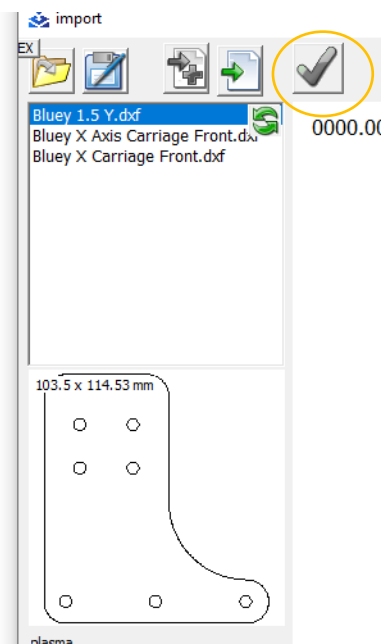 import
EX
Bluey 1.5 Y.dxf
Bluey X Axis Carriage Front.dxf
Bluey X Carriage Front.dxf
0000.00
103.5 x 114.53 mm
plasma